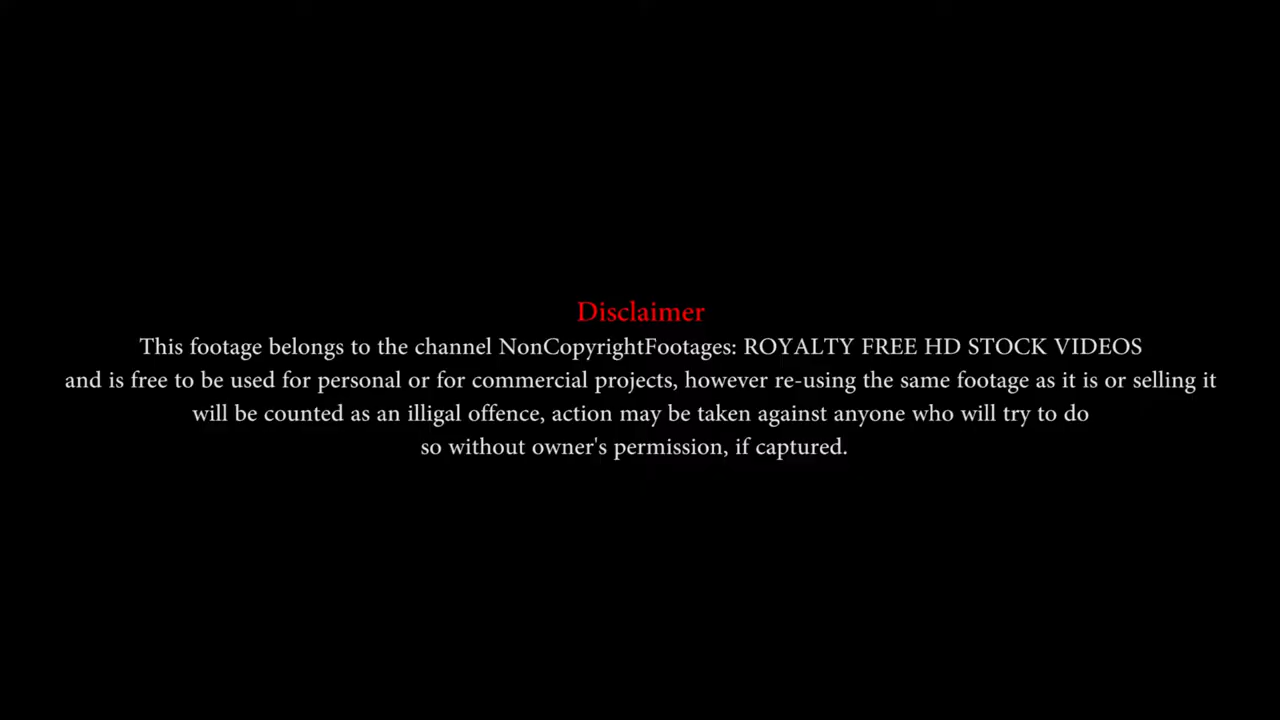 Disclaimer
This footage belongs to the channel NonCopyrightFootages: ROYALTY FREE HD STOCK VIDEOS
and is free to be used for personal or for commercial projects, however re-using the same footage as it is or selling it
will be counted as an illigal offence, action may be taken against anyone who will try to do
so without owner's permission, if captured.